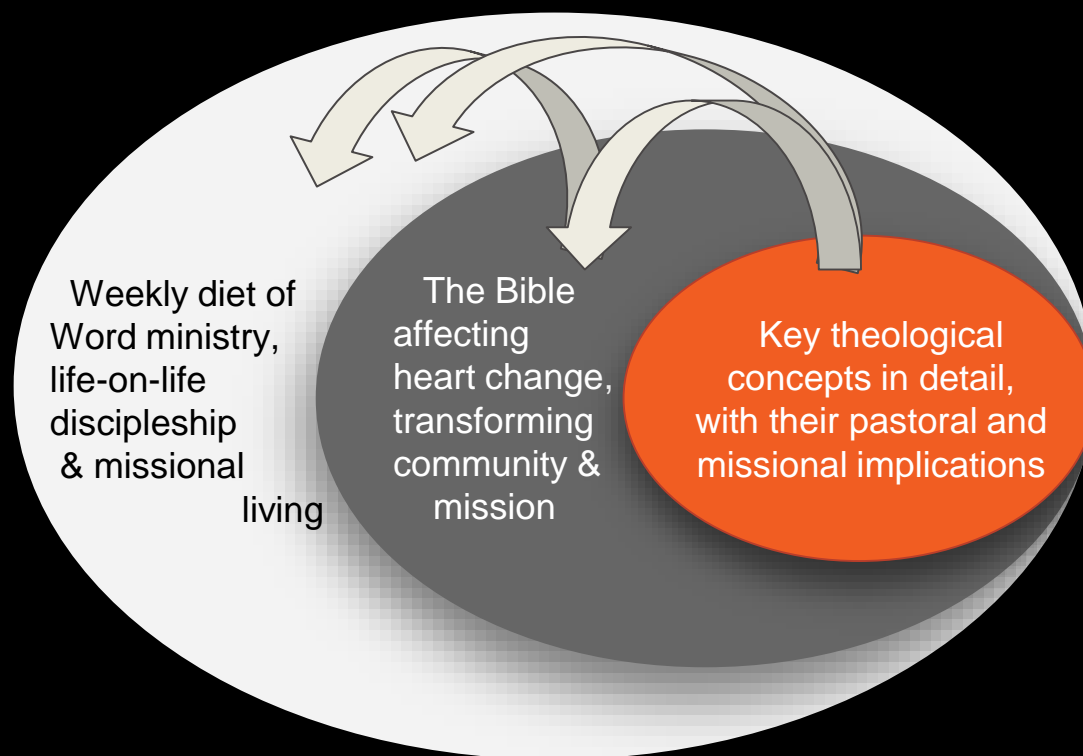 Weekly diet of
Word ministry,
life-on-life
discipleship
& missional
living
The Bible
affecting
heart change,
transforming
community &
mission
Key theological
concepts in detail,
with their pastoral and
missional implications